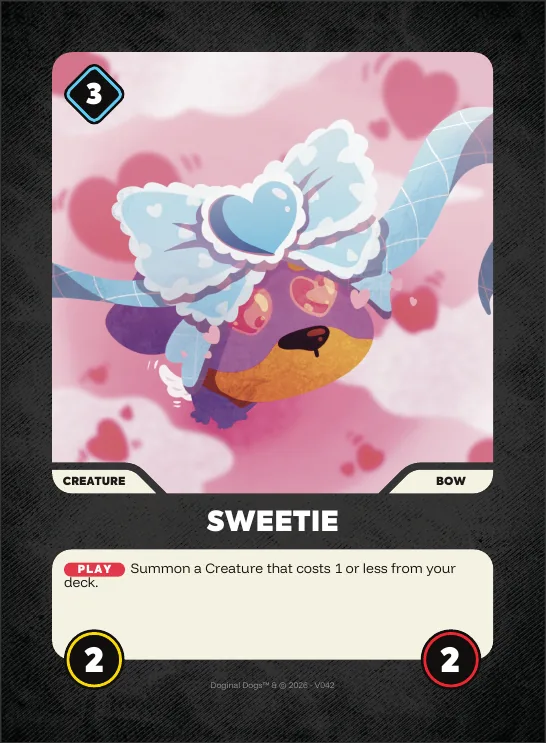 3
CREATURE
BOW
SWEETIE
PLAY Summon a Creature that costs 1 or less from your
deck.
2
2
Doginal Dogs™ & © 2026 - V042